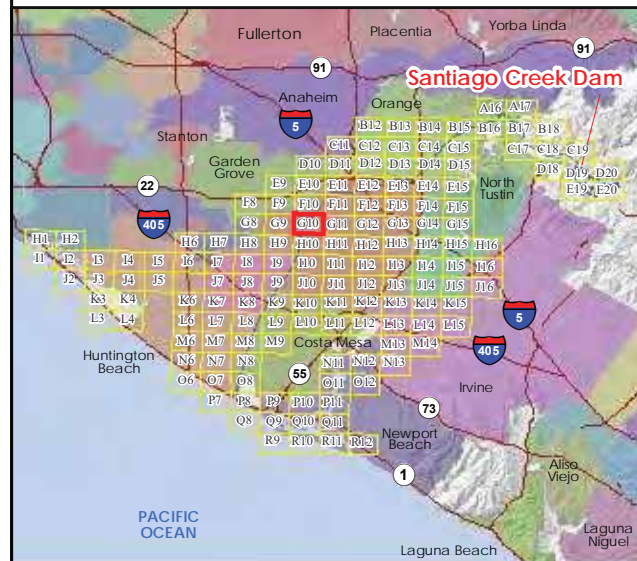 Fullerton
Placentia
Yorba Linda
91
91
Santiago Creek Dam
Anaheim
5
Orange
A16 A17
Stanton
B12 B13 B14 B15 B16 B17 B18
C11 C12 C13 C14 C15 C17 C18 C19
Garden
Grove
D10 D11 D12 D13 D14 D15 D18 D19 D20
22
E9 E10 E11 E12 E13 E14 E15 E19 E20
North
Tustin
F8 F9 F10 F11 F12 F13 F14 F15
405
G8 G9 G10 G11 G12 G13 G14 G15
H1 H2 H6 H7 H8 H9 H10 H11 H12 H13 H14 H15 H16
I1 I2 I3 I4 I5 I6 I7 I8 I9 I10 I11 I12 I13 I14 I15 I16
J2 J3 J4 J5 J7 J8 J9 J10 J11 J12 J13 J14 J15 J16
K3 K4 K6 K7 K8 K9 K10 K11 K12 K13 K14 K15
5
L3 L4 L6 L7 L8 L9 L10 L11 L12 L13 L14 L15
M6 M7 M8 M9 Costa Mesa M13 M14
405
Huntington
Beach
N6 N7 N8 N11 N12 N13
55
O6 O7 O8 O11 O12
Irvine
P7 P8 P9 P10 P11
73
Q8 Q9 Q10 Q11
Newport
Beach
R9 R10 R11 R12
1
Aliso
Viejo
PACIFIC
OCEAN
Laguna
Niguel
Laguna Beach